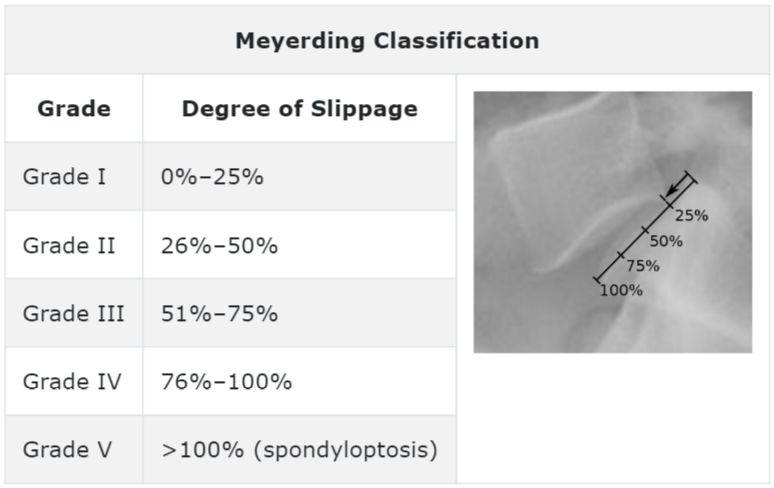 Meyerding Classification
Grade Degree of Slippage
Grade I 0%–25%
Grade II 26%–50%
Grade III 51%–75%
Grade IV 76%–100%
Grade V >100% (spondyloptosis)
25%
50%
75%
100%